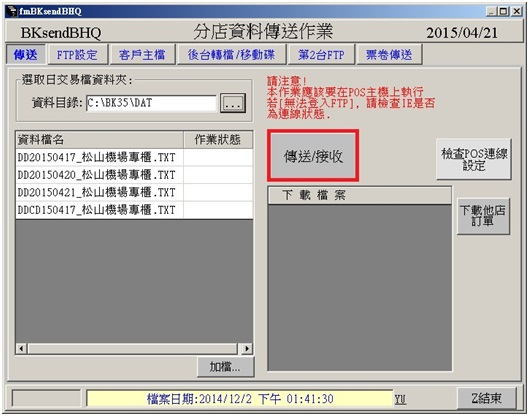 fmBKsendBHQ
BKsendBHQ 分店資料傳送作業 2015/04/21
傳送 FTP設定 客戶主檔 後台轉檔/移動碟 第2台FTP 票卷傳送
選取日交易檔資料夾:
資料目錄: C:\BK35\DAT ...
請注意!
本作業應該要在POS主機上執行
若[無法登入FTP], 請檢查IE是否
為連線狀態.
資料檔名 作業狀態
DD20150417_松山機場專櫃.TXT
DD20150420_松山機場專櫃.TXT
DD20150421_松山機場專櫃.TXT
DDCD150417_松山機場專櫃.TXT
傳送/接收
檢查POS連線
設定
下載檔案
下載他店
訂單
加檔...
檔案日期:2014/12/2 下午 01:41:30 YU Z結束